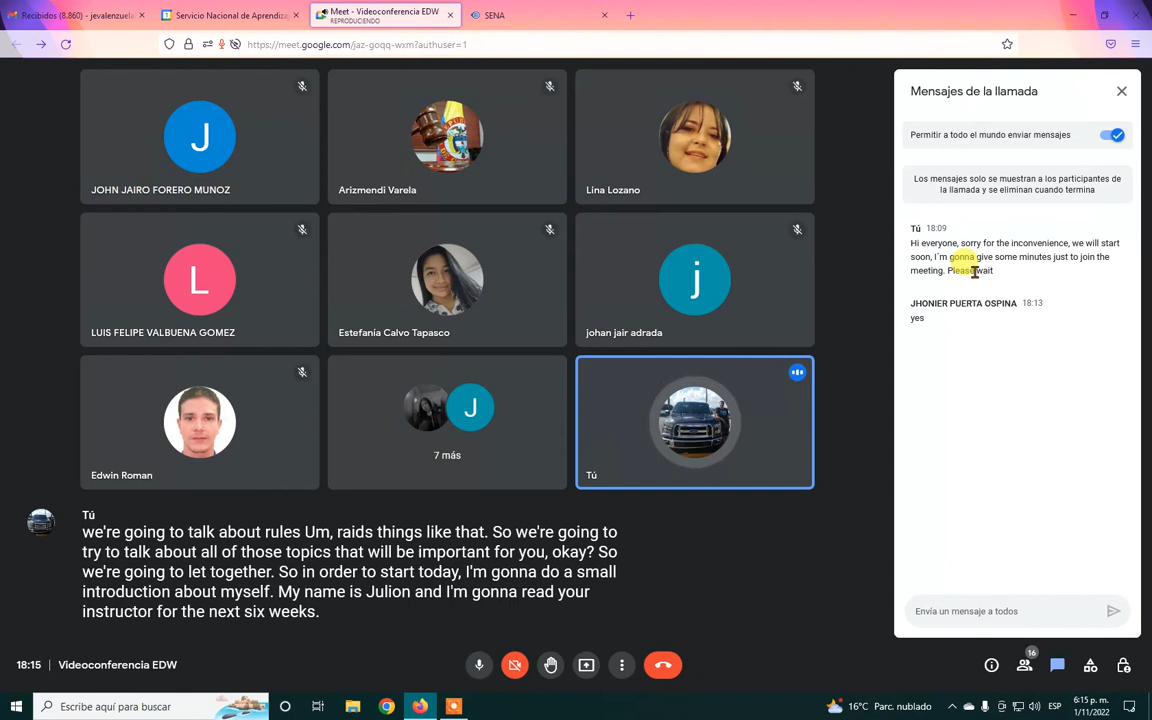 Recibidos (8.860) - jevalenzuela
Servicio Nacional de Aprendizaj
Meet - Videoconferencia EDW
REPRODUCIENDO
SENA
https://meet.google.com/jaz-goqq-wxm?authuser=1
J
JOHN JAIRO FORERO MUNOZ
Arizmendi Varela
Lina Lozano
L
LUIS FELIPE VALBUENA GOMEZ
Estefanía Calvo Tapasco
j
johan jair adrada
Edwin Roman
J
7 más
Tú
Tú
we're going to talk about rules Um, raids things like that. So we're going to
try to talk about all of those topics that will be important for you, okay? So
we're going to let together. So in order to start today, I'm gonna do a small
introduction about myself. My name is Julion and I'm gonna read your
instructor for the next six weeks.
Mensajes de la llamada
Permitir a todo el mundo enviar mensajes
Los mensajes solo se muestran a los participantes de
la llamada y se eliminan cuando termina
Tú 18:09
Hi everyone, sorry for the inconvenience, we will start
soon, I´m gonna give some minutes just to join the
meeting. Please wait
JHONIER PUERTA OSPINA 18:13
yes
Envía un mensaje a todos
18:15 | Videoconferencia EDW
16
Escribe aquí para buscar
16°C Parc. nublado
ESP
6:15 p. m.
1/11/2022